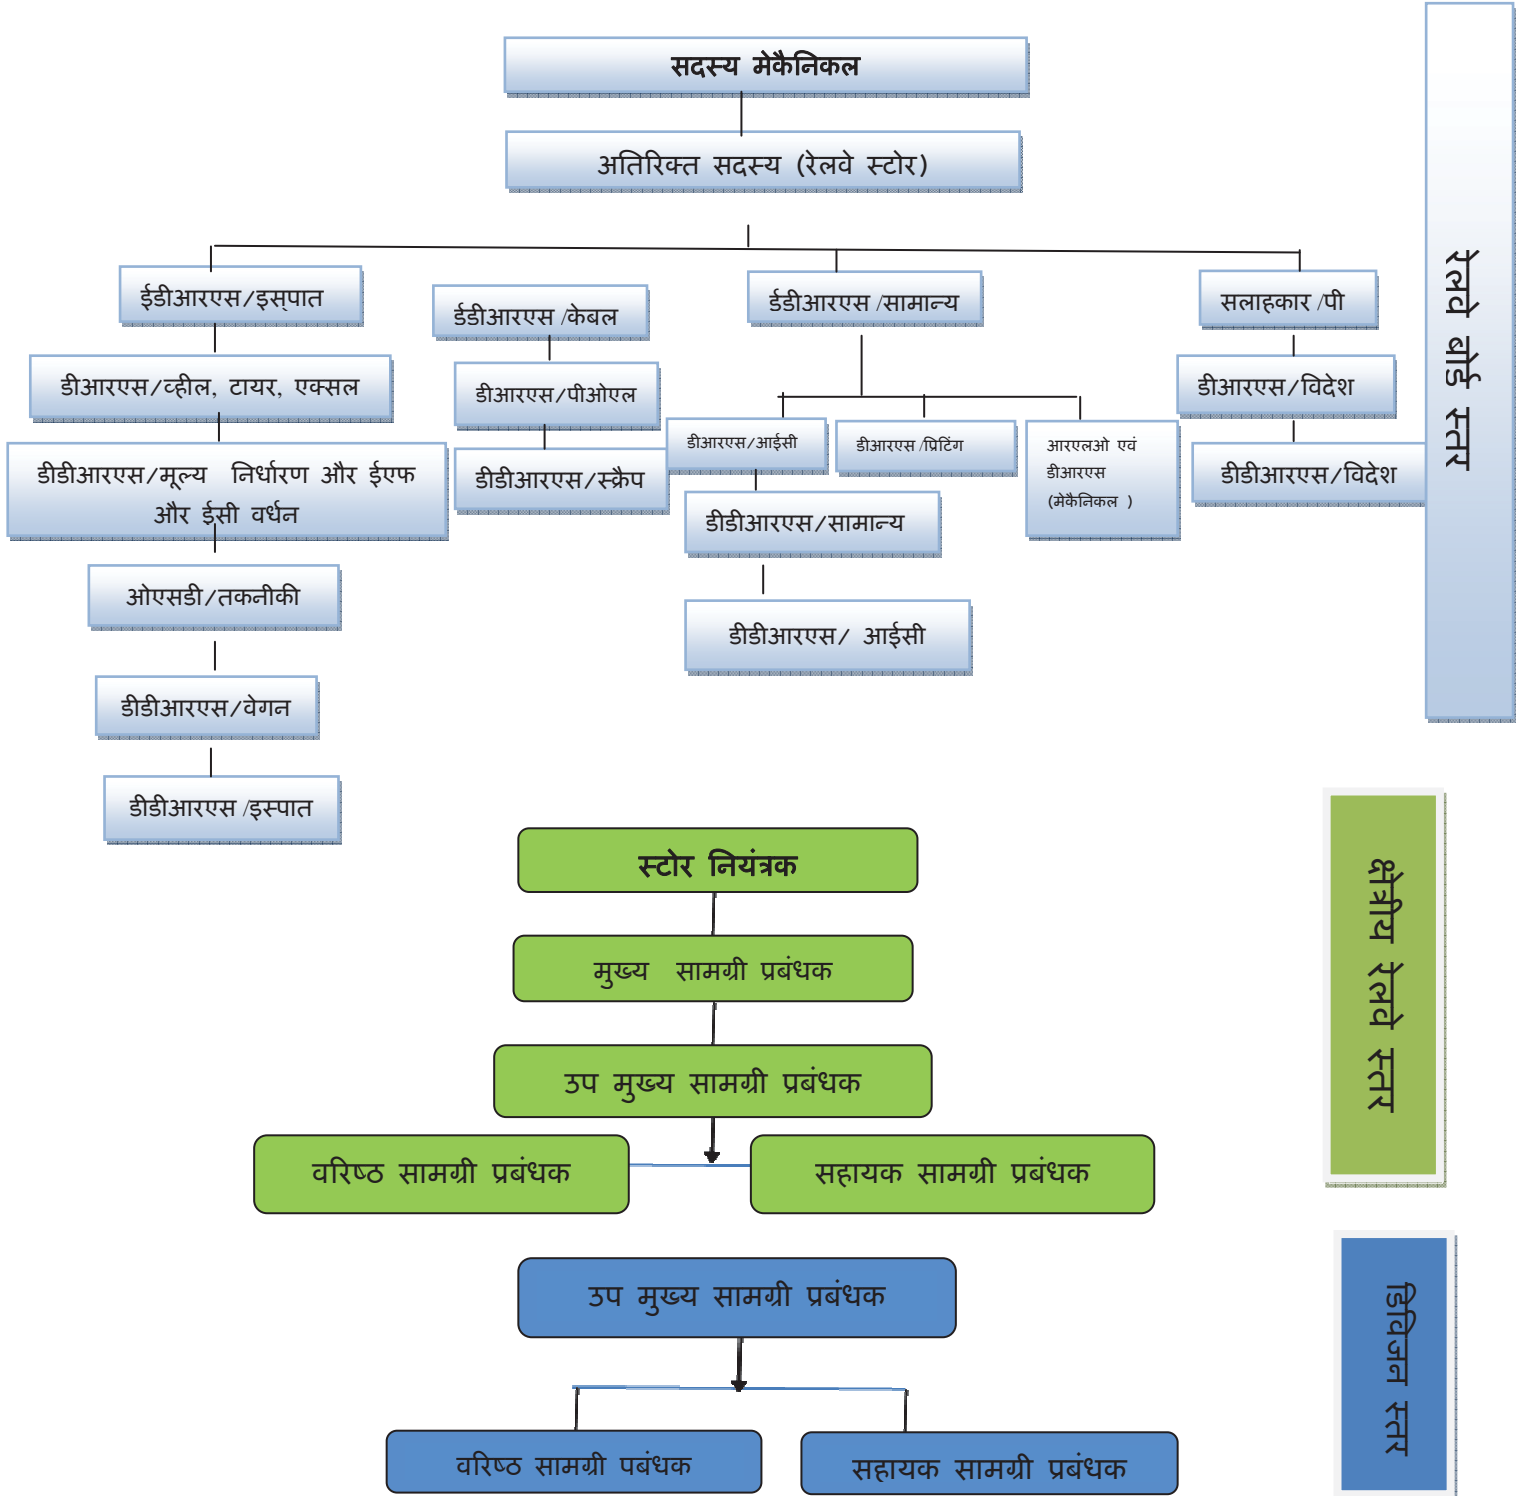 सदस्य मेकैनिकल
अतिरिक्त सदस्य (रेलवे स्टोर)
रेलवे बोर्ड स्तर
ईडीआरएस/इस्पात
ईडीआरएस /केबल
ईडीआरएस /सामान्य
सलाहकार /पी
डीआरएस/व्हील, टायर, एक्सल
डीआरएस/पीओएल
डीआरएस/विदेश
डीआरएस/आईसी
डीआरएस /प्रिटिंग
आरएलओ एवं
डीआरएस
(मेकैनिकल )
डीडीआरएस/मूल्य निर्धारण और ईएफ
और ईसी वर्धन
डीडीआरएस/स्क्रैप
डीडीआरएस/विदेश
डीडीआरएस/सामान्य
ओएसडी/तकनीकी
डीडीआरएस/ आईसी
डीडीआरएस/वेगन
डीडीआरएस /इस्पात
क्षेत्रीय रेलवे स्तर
स्टोर नियंत्रक
मुख्य सामग्री प्रबंधक
उप मुख्य सामग्री प्रबंधक
वरिष्ठ सामग्री प्रबंधक
सहायक सामग्री प्रबंधक
डिविजन स्तर
उप मुख्य सामग्री प्रबंधक
वरिष्ठ सामग्री पबंधक
सहायक सामग्री प्रबंधक